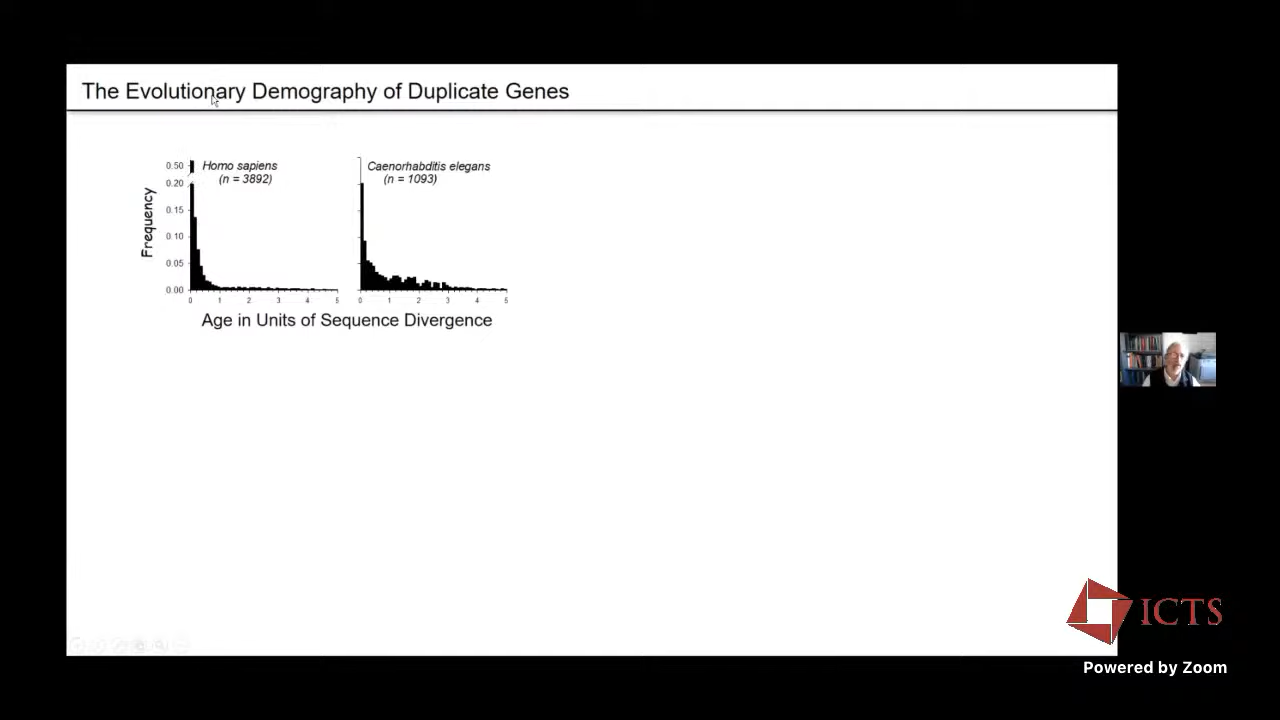 The Evolutionary Demography of Duplicate Genes
Homo sapiens
(n = 3892)
Caenorhabditis elegans
(n = 1093)
Frequency
0.50
0.20
0.15
0.10
0.05
0.00
0 1 2 3 4 5
0 1 2 3 4 5
Age in Units of Sequence Divergence
ICTS
Powered by Zoom